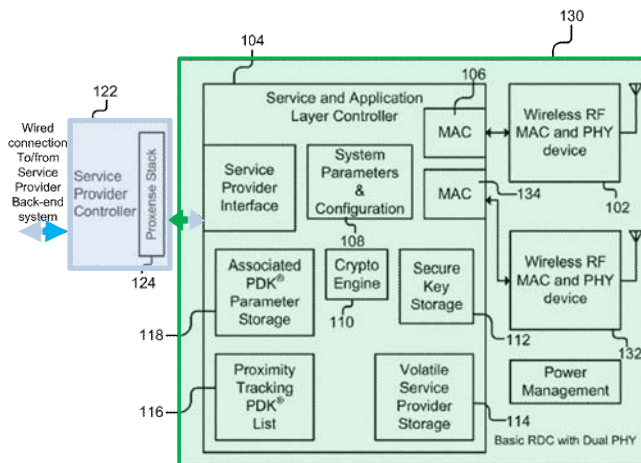 130
104
106
122
Service and Application
Layer Controller
MAC
Wireless RF
MAC and PHY
device
Wired
connection
To/from
Service
Provider
Back-end
system
Service
Provider
Controller
Proxense Stack
Service
Provider
Interface
System
Parameters
&
Configuration
MAC
134
102
108
124
Associated
PDK®
Parameter
Storage
Crypto
Engine
Secure
Key
Storage
Wireless RF
MAC and PHY
device
110
118
112
132
Proximity
Tracking
PDK®
List
Volatile
Service
Provider
Storage
Power
Management
116
114
Basic RDC with Dual PHY